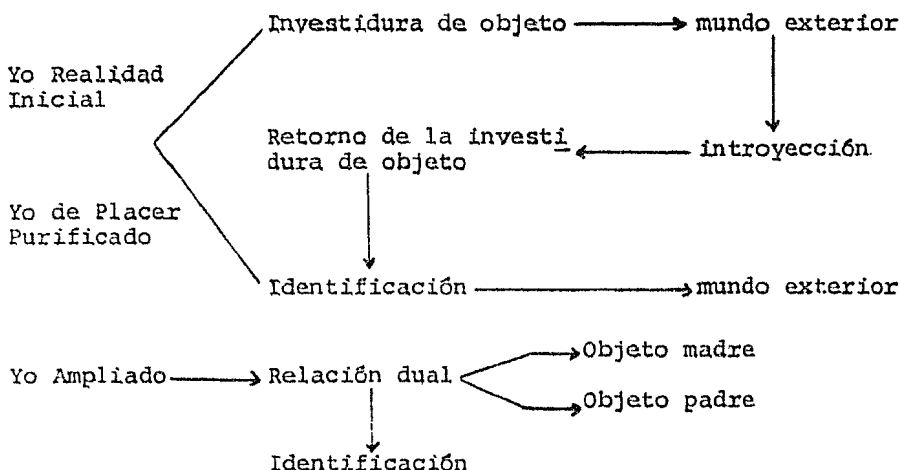 Investidura de objeto mundo exterior
Yo Realidad
Inicial
Retorno de la investi
dura de objeto introyección.
Yo de Placer
Purificado
Identificación mundo exterior
Objeto madre
Yo Ampliado Relación dual
Objeto padre
Identificación